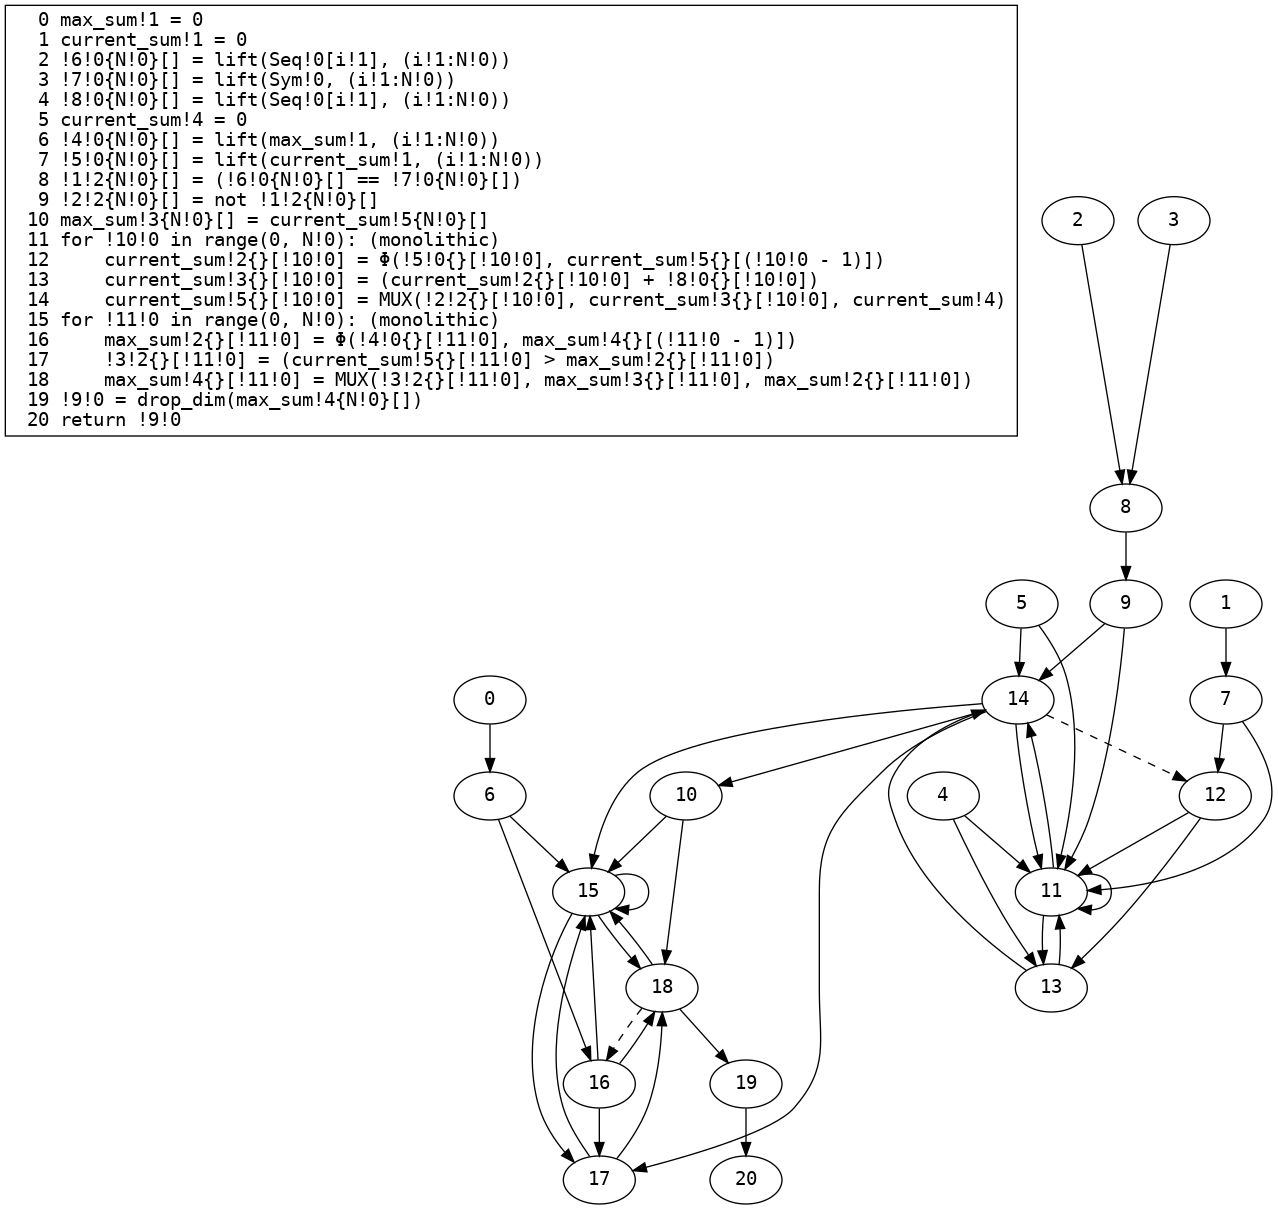 0 max_sum!1 = 0
1 current_sum!1 = 0
2 !6!0{N!0}[] = lift(Seq!0[i!1], (i!1:N!0))
3 !7!0{N!0}[] = lift(Sym!0, (i!1:N!0))
4 !8!0{N!0}[] = lift(Seq!0[i!1], (i!1:N!0))
5 current_sum!4 = 0
6 !4!0{N!0}[] = lift(max_sum!1, (i!1:N!0))
7 !5!0{N!0}[] = lift(current_sum!1, (i!1:N!0))
8 !1!2{N!0}[] = (!6!0{N!0}[] == !7!0{N!0}[])
9 !2!2{N!0}[] = not !1!2{N!0}[]
10 max_sum!3{N!0}[] = current_sum!5{N!0}[]
11 for !10!0 in range(0, N!0): (monolithic)
12     current_sum!2{}[!10!0] = Φ(!5!0{}[!10!0], current_sum!5{}[(!10!0 - 1)])
13     current_sum!3{}[!10!0] = (current_sum!2{}[!10!0] + !8!0{}[!10!0])
14     current_sum!5{}[!10!0] = MUX(!2!2{}[!10!0], current_sum!3{}[!10!0], current_sum!4)
15 for !11!0 in range(0, N!0): (monolithic)
16     max_sum!2{}[!11!0] = Φ(!4!0{}[!11!0], max_sum!4{}[(!11!0 - 1)])
17     !3!2{}[!11!0] = (current_sum!5{}[!11!0] > max_sum!2{}[!11!0])
18     max_sum!4{}[!11!0] = MUX(!3!2{}[!11!0], max_sum!3{}[!11!0], max_sum!2{}[!11!0])
19 !9!0 = drop_dim(max_sum!4{N!0}[])
20 return !9!0
2 3
8
5 9 1
0 14 7
6 10 4 12
15 11
18 13
16 19
17 20